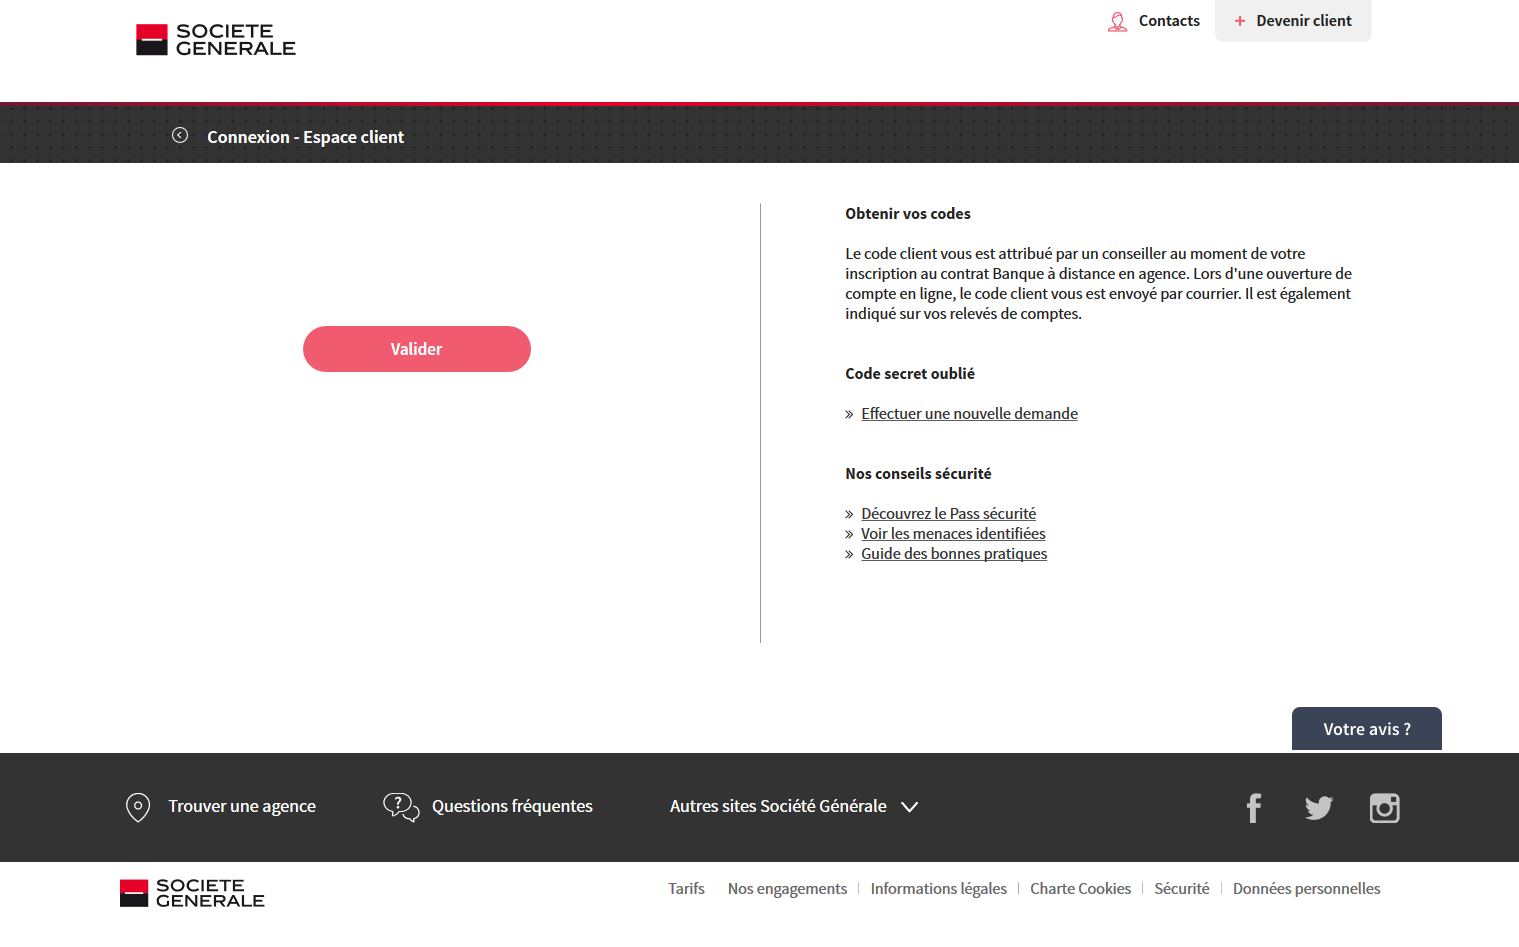 SOCIETE
GENERALE
Contacts
+ Devenir client
Connexion - Espace client
Valider
Obtenir vos codes
Le code client vous est attribué par un conseiller au moment de votre
inscription au contrat Banque à distance en agence. Lors d'une ouverture de
compte en ligne, le code client vous est envoyé par courrier. Il est également
indiqué sur vos relevés de comptes.
Code secret oublié
» Effectuer une nouvelle demande
Nos conseils sécurité
» Découvrez le Pass sécurité
» Voir les menaces identifiées
» Guide des bonnes pratiques
Votre avis ?
Trouver une agence
? Questions fréquentes
Autres sites Société Générale
SOCIETE
GENERALE
Tarifs Nos engagements | Informations légales | Charte Cookies | Sécurité | Données personnelles